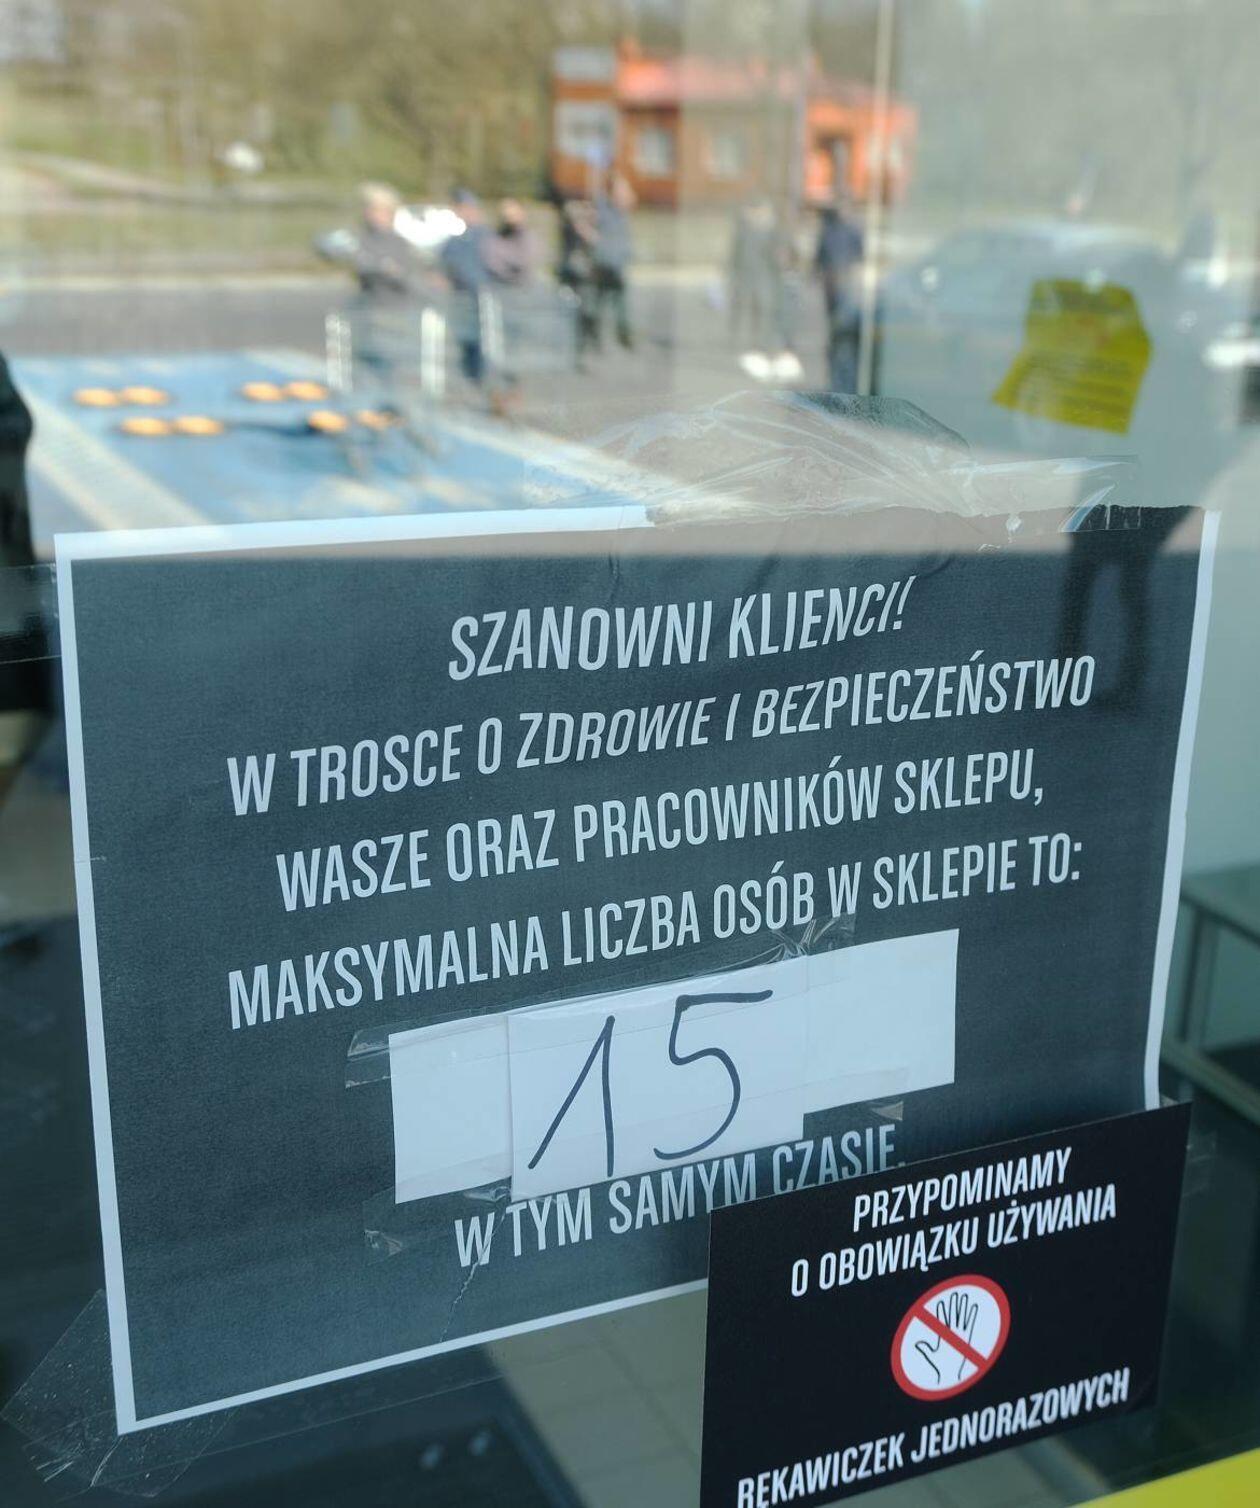 SZANOWNI KLIENCI!
W TROSCE O ZDROWIE I BEZPIECZEŃSTWO
WASZE ORAZ PRACOWNIKÓW SKLEPU,
MAKSYMALNA LICZBA OSÓB W SKLEPIE TO:
15
W TYM SAMYM CZASIE.
PRZYPOMINAMY
O OBOWIĄZKU UŻYWANIA
RĘKAWICZEK JEDNORAZOWYCH